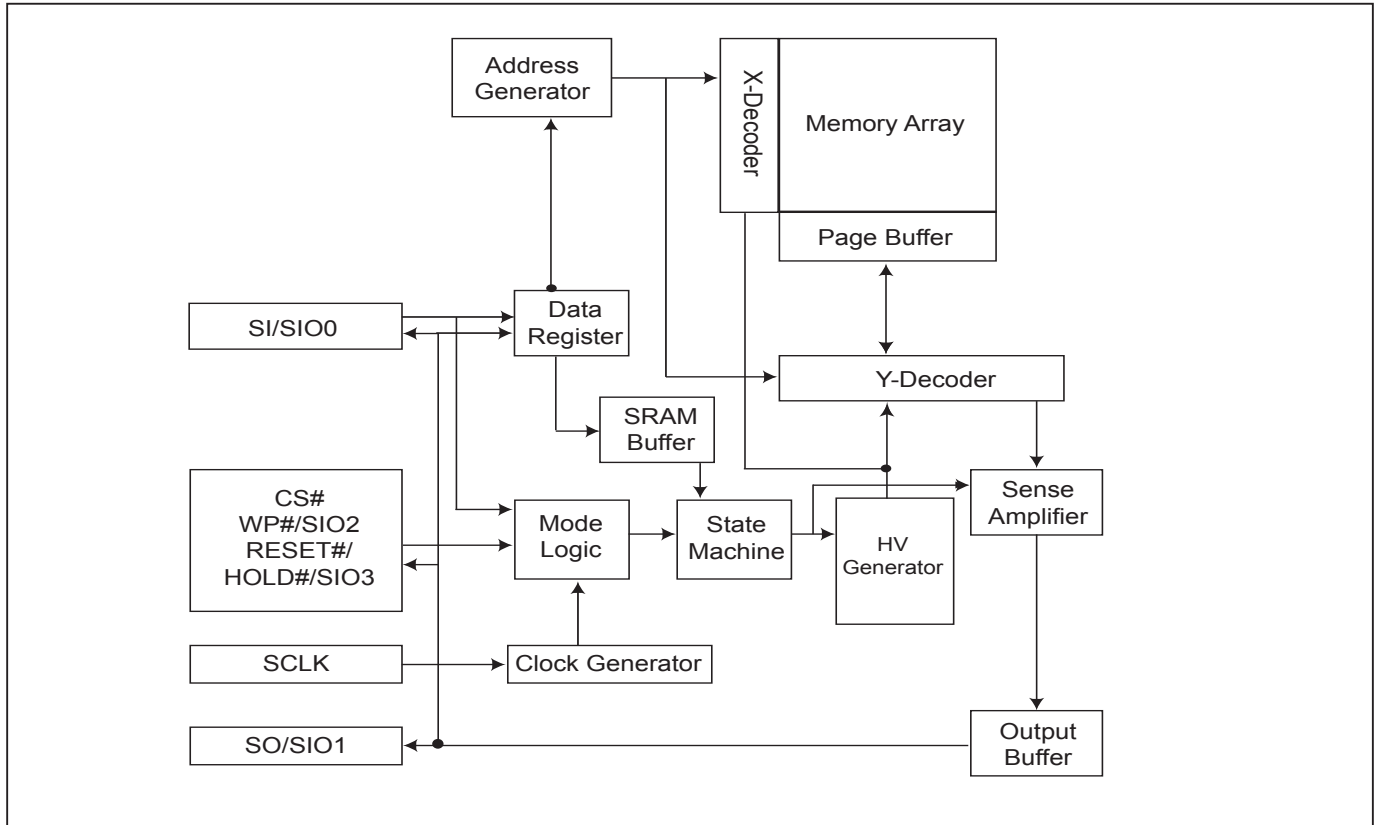 Address
Generator
X-Decoder
Memory Array
Page Buffer
SI/SIO0
Data
Register
Y-Decoder
SRAM
Buffer
CS#
WP#/SIO2
RESET#/
HOLD#/SIO3
Mode
Logic
State
Machine
HV
Generator
Sense
Amplifier
SCLK
Clock Generator
SO/SIO1
Output
Buffer